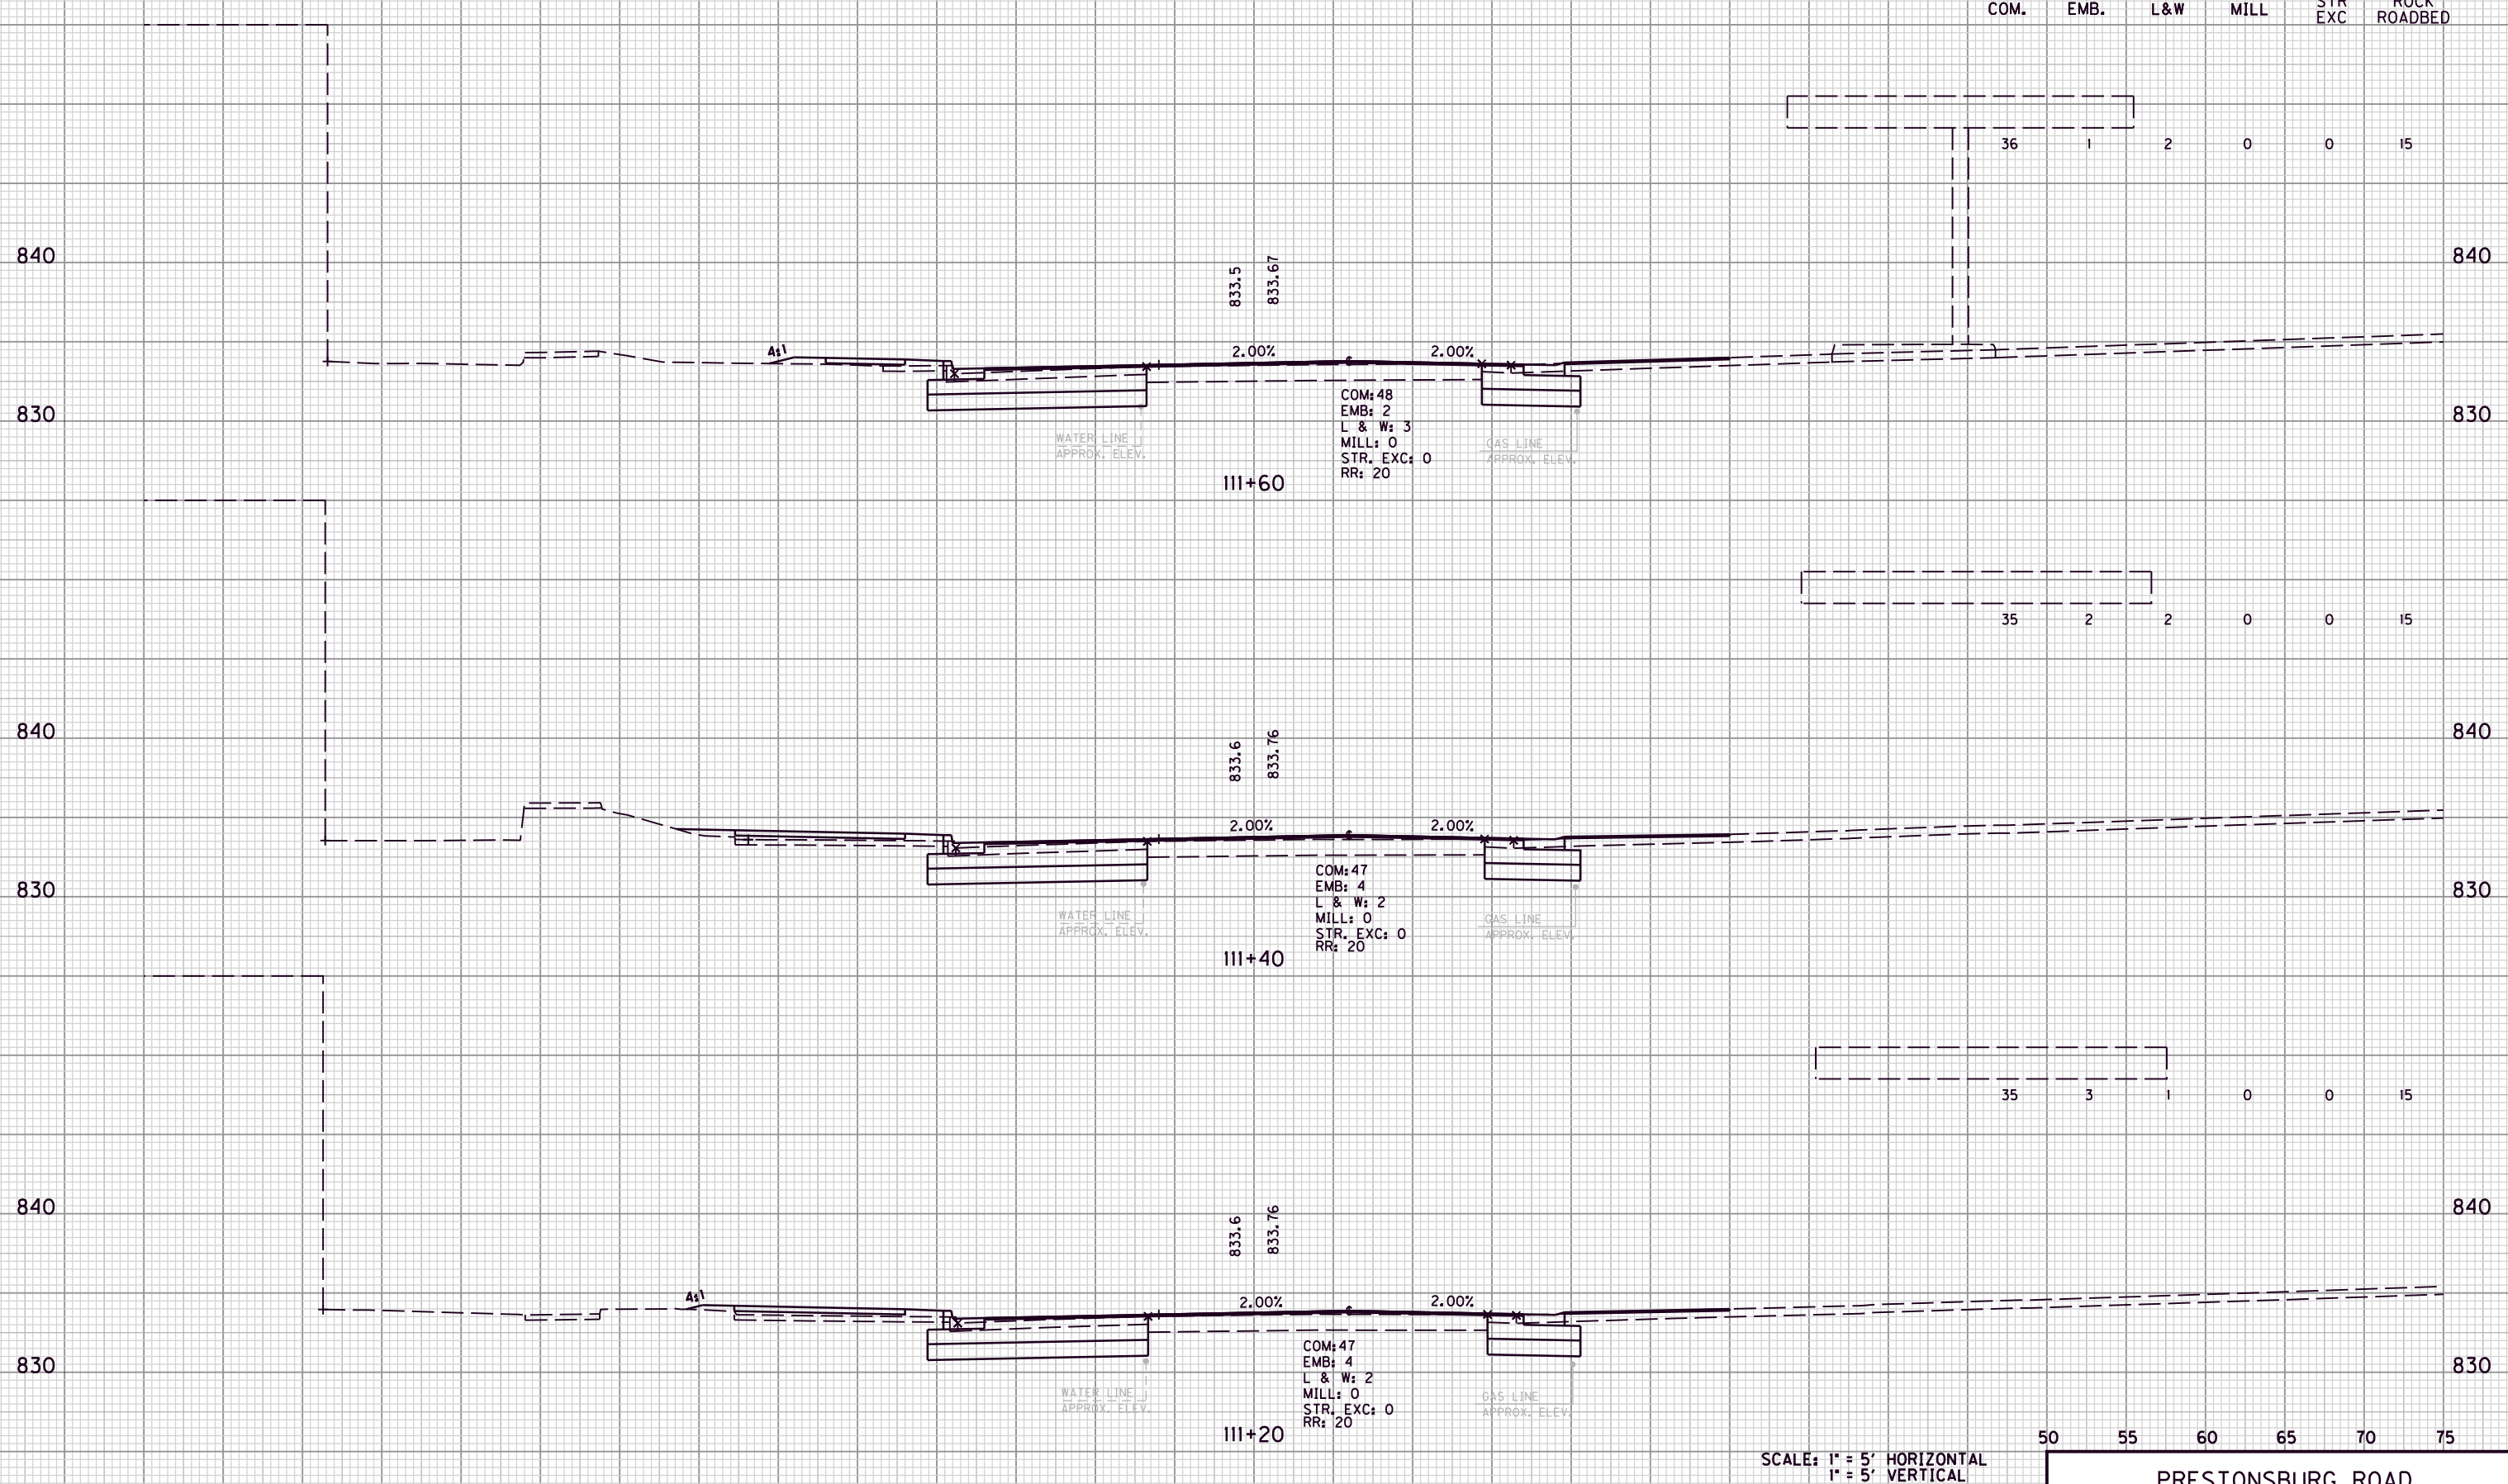 COM. EMB. L&W MILL STR EXC ROCK ROADBED
36 1 2 0 0 15
840 840
833.5
833.67
4:1 2.00% 2.00%
830 830
COM:48
EMB: 2
L & W: 3
MILL: 0
STR. EXC: 0
RR: 20
WATER LINE
APPROX. ELEV.
GAS LINE
APPROX. ELEV.
111+60
35 2 2 0 0 15
840 840
833.6
833.76
2.00% 2.00%
830 830
COM:47
EMB: 4
L & W: 2
MILL: 0
STR. EXC: 0
RR: 20
WATER LINE
APPROX. ELEV.
GAS LINE
APPROX. ELEV.
111+40
35 3 1 0 0 15
840 840
833.6
833.76
4:1 2.00% 2.00%
830 830
COM:47
EMB: 4
L & W: 2
MILL: 0
STR. EXC: 0
RR: 20
WATER LINE
APPROX. ELEV.
GAS LINE
APPROX. ELEV.
111+20
50 55 60 65 70 75
SCALE: 1" = 5' HORIZONTAL
1" = 5' VERTICAL
PRESTONSBURG ROAD